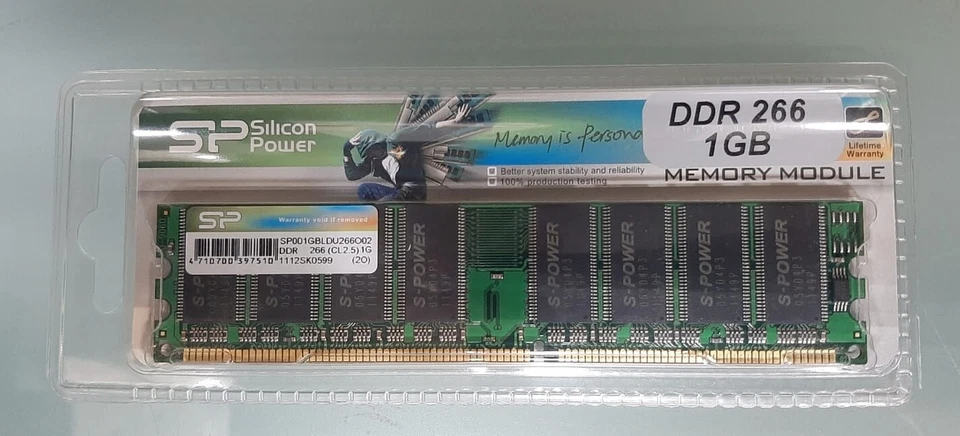 SP Silicon Power
Memory is Persona
DDR 266
1GB
MEMORY MODULE
Lifetime
Warranty
Better system stability and reliability
100% production testing
SP
Warranty void if removed
SP001GBLDU266O02
DDR 266 (CL2.5) 1G
4 710700 397510
1112SK0599 (20)
S-POWER
S-POWER
S-POWER
S-POWER
S-POWER
S-POWER
S-POWER
S-POWER